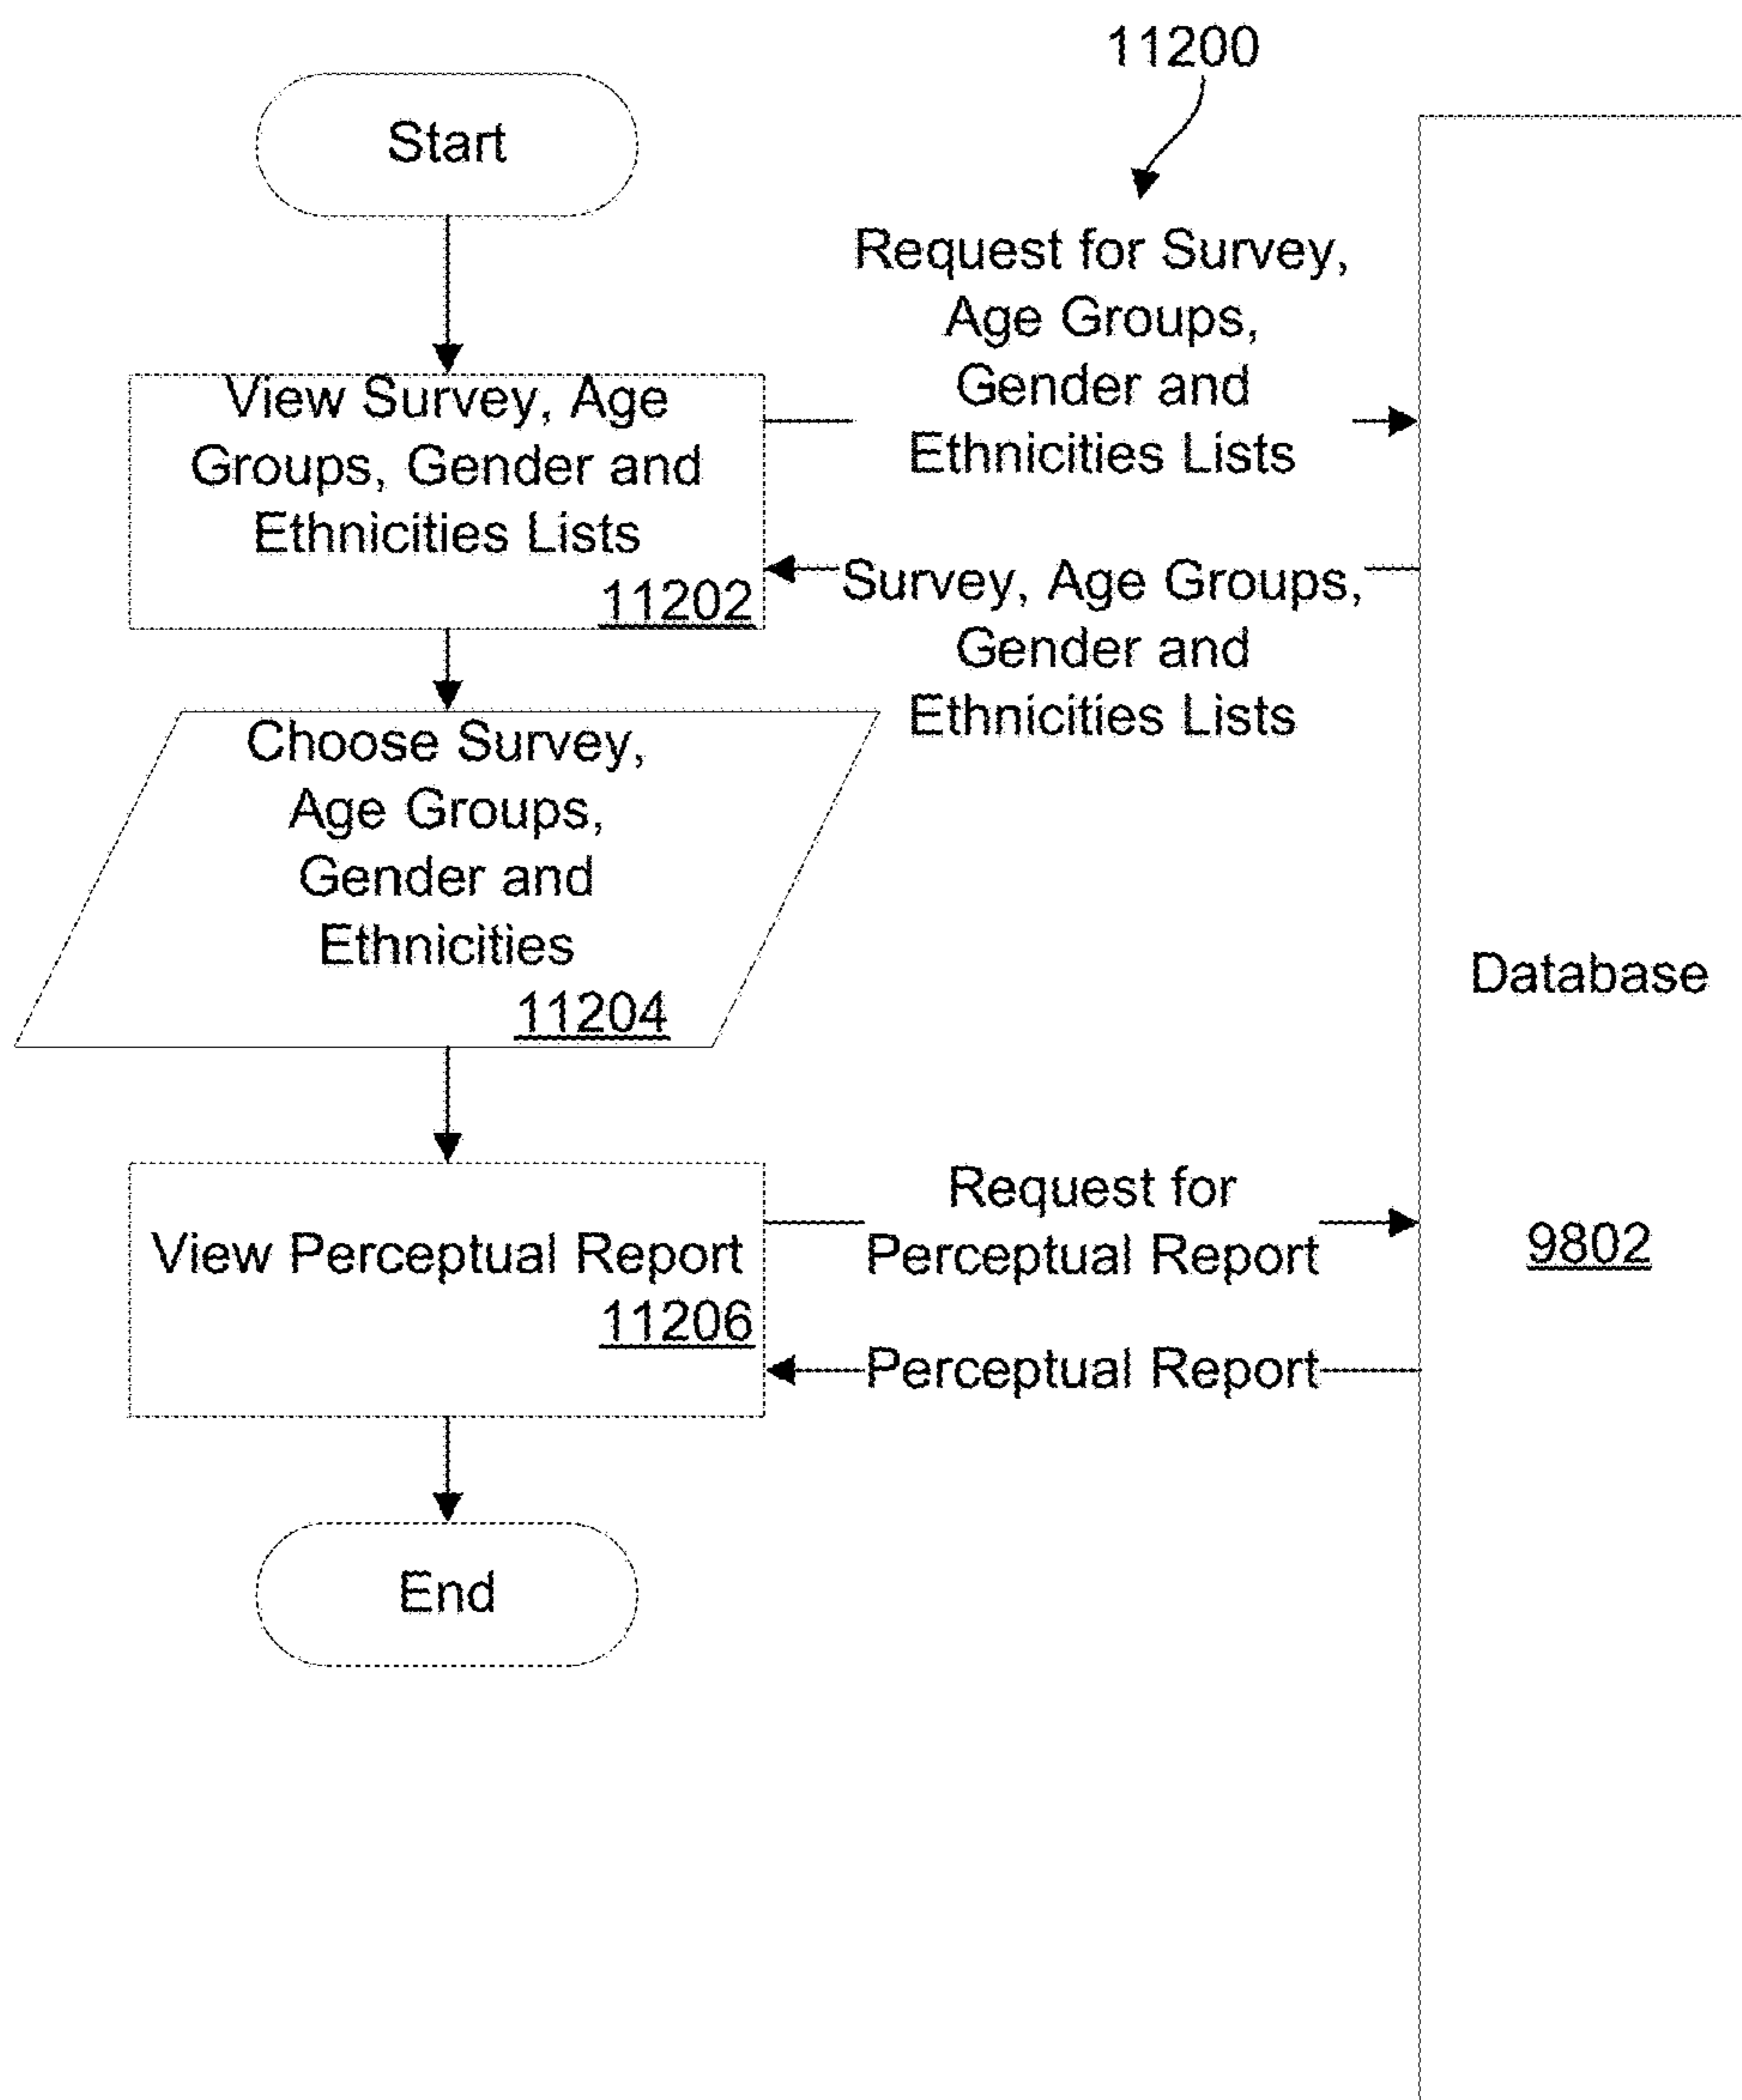 11200
Start
Request for Survey,
Age Groups,
Gender and
Ethnicities Lists
View Survey, Age
Groups, Gender and
Ethnicities Lists
11202
Survey, Age Groups,
Gender and
Ethnicities Lists
Choose Survey,
Age Groups,
Gender and
Ethnicities
11204
Database
9802
View Perceptual Report
11206
Request for
Perceptual Report
Perceptual Report
End